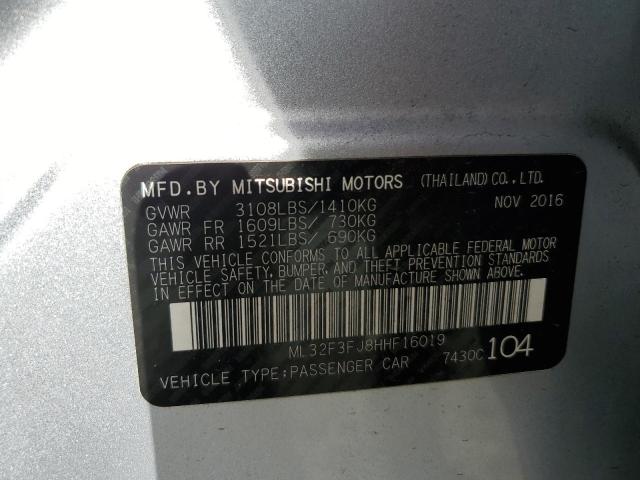 MFD.BY MITSUBISHI MOTORS (THAILAND)CO.,LTD.
GVWR 3108LBS/1410KG NOV 2016
GAWR FR 1609LBS/ 730KG
GAWR RR 1521LBS/ 690KG
THIS VEHICLE CONFORMS TO ALL APPLICABLE FEDERAL MOTOR
VEHICLE SAFETY, BUMPER, AND THEFT PREVENTION STANDARDS
IN EFFECT ON THE DATE OF MANUFACTURE SHOWN ABOVE.
ML32F3FJ8HHF16019
7430C 104
VEHICLE TYPE:PASSENGER CAR